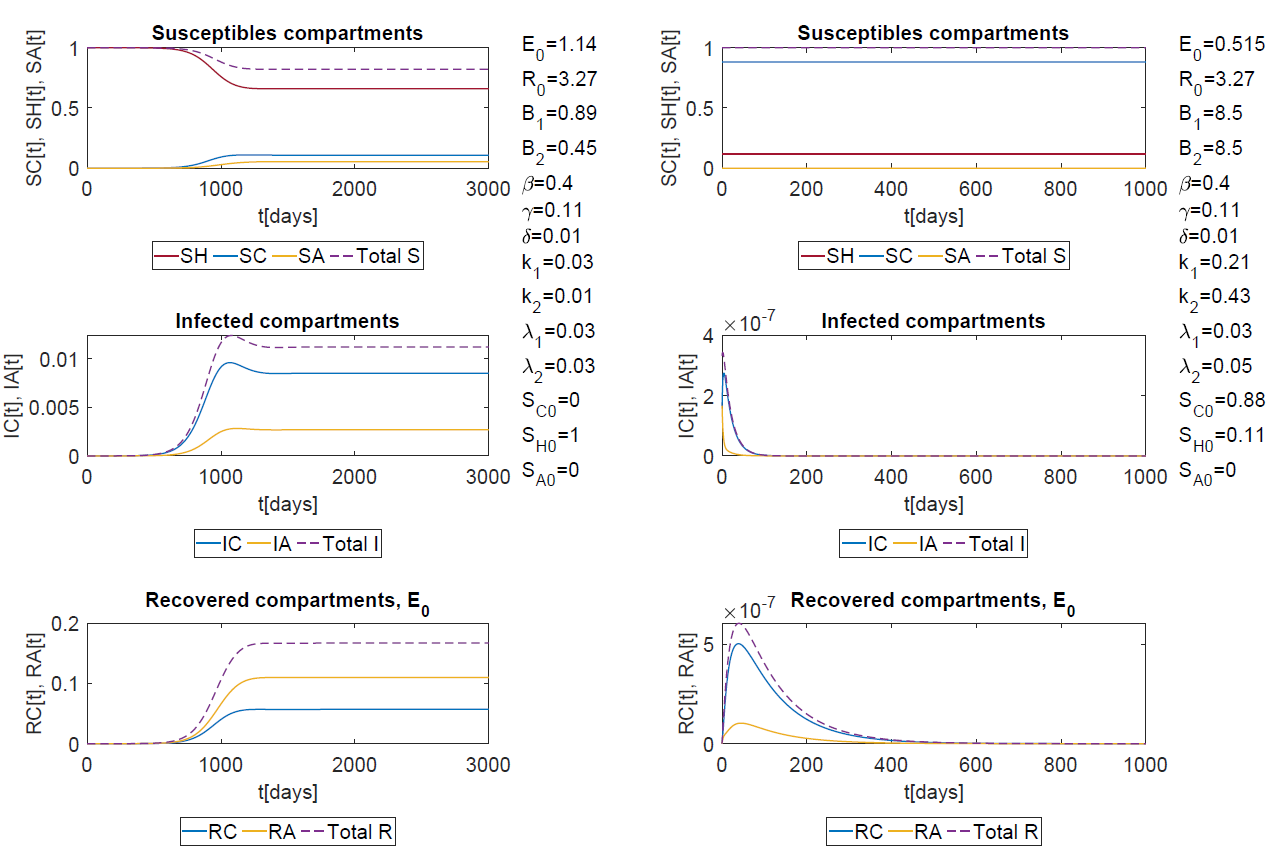 Susceptibles compartments
SC[t], SH[t], SA[t]
1
0.5
0
0 1000 2000 3000
t[days]
SH SC SA Total S
Infected compartments
IC[t], IA[t]
0.01
0.005
0
0 1000 2000 3000
t[days]
IC IA Total I
Recovered compartments, E0
RC[t], RA[t]
0.2
0.1
0
0 1000 2000 3000
t[days]
RC RA Total R
E0=1.14
R0=3.27
B1=0.89
B2=0.45
β=0.4
γ=0.11
δ=0.01
k1=0.03
k2=0.01
λ1=0.03
λ2=0.03
SC0=0
SH0=1
SA0=0
Susceptibles compartments
SC[t], SH[t], SA[t]
1
0.5
0
0 200 400 600 800 1000
t[days]
SH SC SA Total S
×10-7
Infected compartments
IC[t], IA[t]
4
2
0
0 200 400 600 800 1000
t[days]
IC IA Total I
×10-7
Recovered compartments, E0
RC[t], RA[t]
5
0
0 200 400 600 800 1000
t[days]
RC RA Total R
E0=0.515
R0=3.27
B1=8.5
B2=8.5
β=0.4
γ=0.11
δ=0.01
k1=0.21
k2=0.43
λ1=0.03
λ2=0.05
SC0=0.88
SH0=0.11
SA0=0